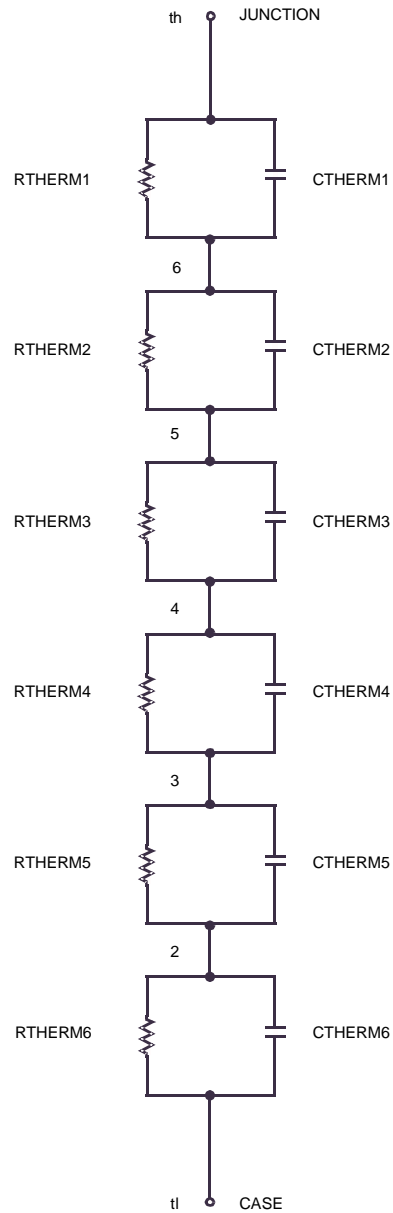 th JUNCTION
RTHERM1 CTHERM1
6
RTHERM2 CTHERM2
5
RTHERM3 CTHERM3
4
RTHERM4 CTHERM4
3
RTHERM5 CTHERM5
2
RTHERM6 CTHERM6
tl CASE